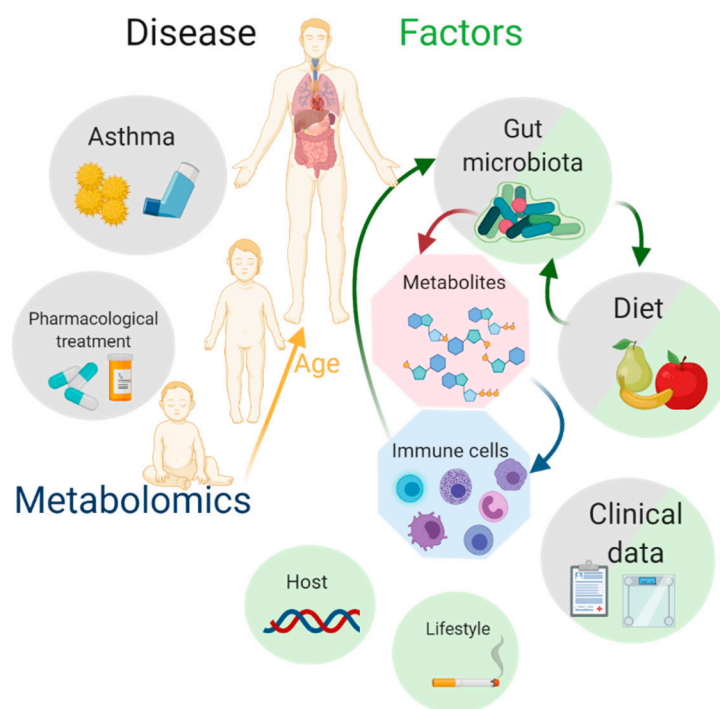 Disease Factors
Asthma
Gut
microbiota
Metabolites
Diet
Pharmacological
treatment
Age
Immune cells
Metabolomics
Clinical
data
Host
Lifestyle